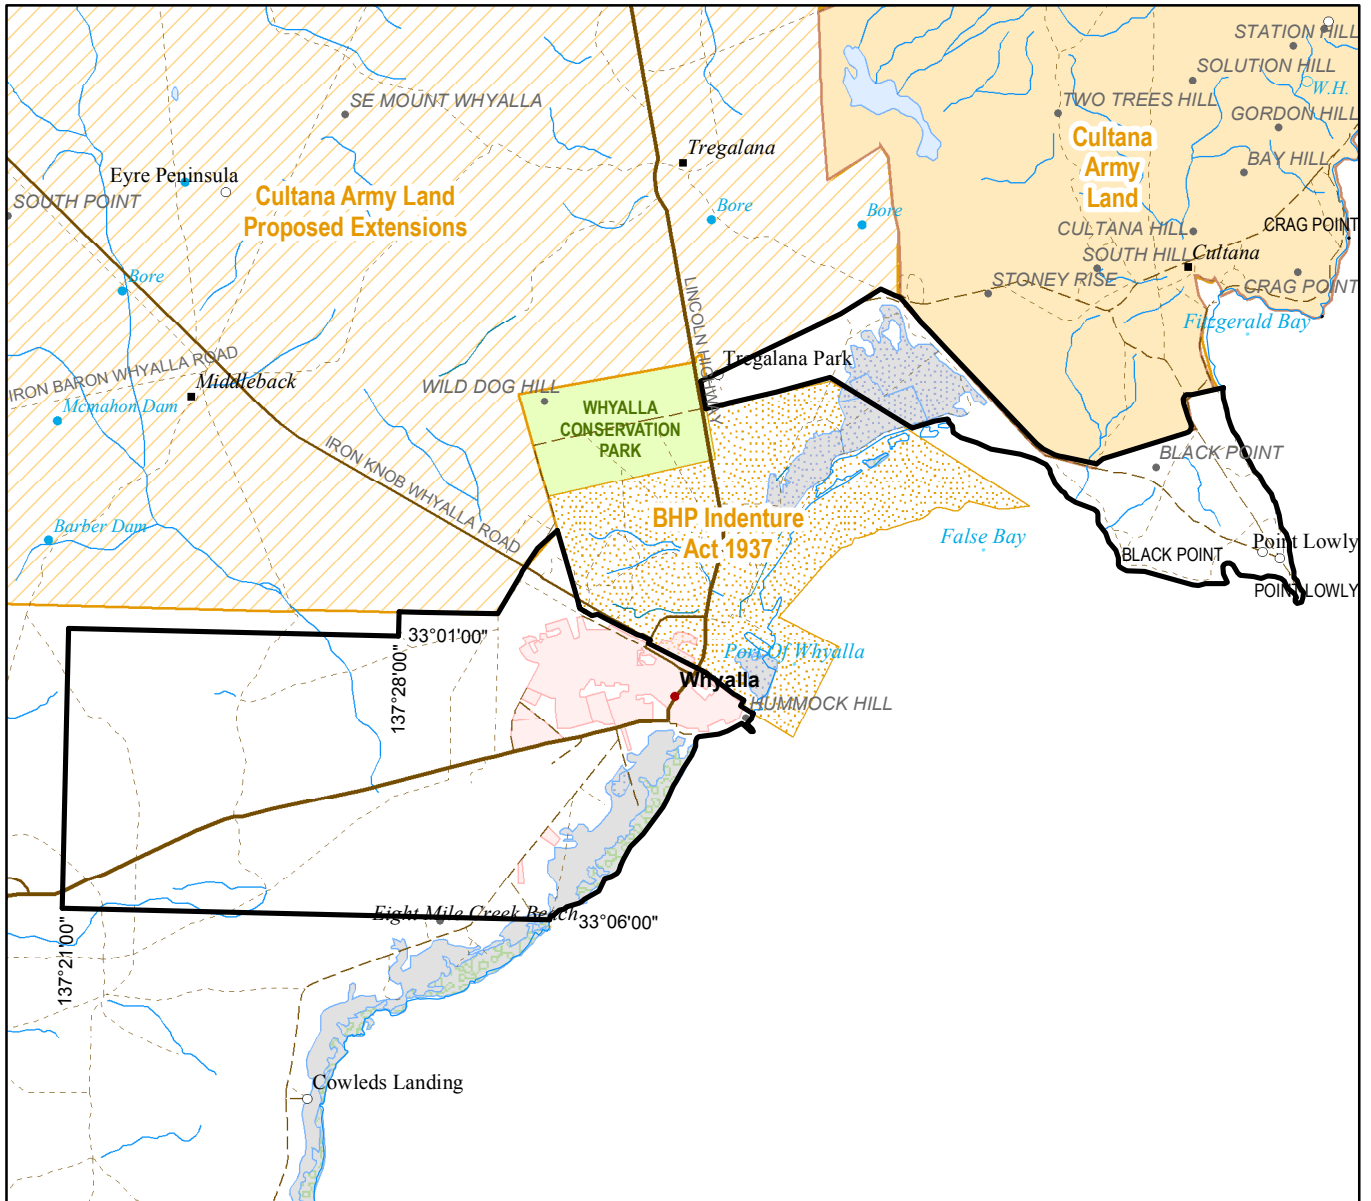 STATION HILL
SOLUTION HILL
W.H.
SE MOUNT WHYALLA
TWO TREES HILL
GORDON HILL
Cultana
Army
Land
Tregalana
BAY HILL
Eyre Peninsula
Cultana Army Land
Proposed Extensions
SOUTH POINT
Bore
Bore
CULTANA HILL
CRAG POINT
SOUTH HILL
Cultana
Bore
STONEY RISE
CRAG POINT
LINCOLN HIGHWAY
Fitzgerald Bay
IRON BARON WHYALLA ROAD
Tregalana Park
Middleback
WILD DOG HILL
Mcmahon Dam
WHYALLA
CONSERVATION
PARK
IRON KNOB WHYALLA ROAD
BLACK POINT
BHP Indenture
Act 1937
Barber Dam
False Bay
BLACK POINT
Point Lowly
POINT LOWLY
33°01'00"
137°28'00"
Port Of Whyalla
Whyalla
HUMMOCK HILL
Eight Mile Creek Beach
33°06'00"
137°21'00"
Cowleds Landing